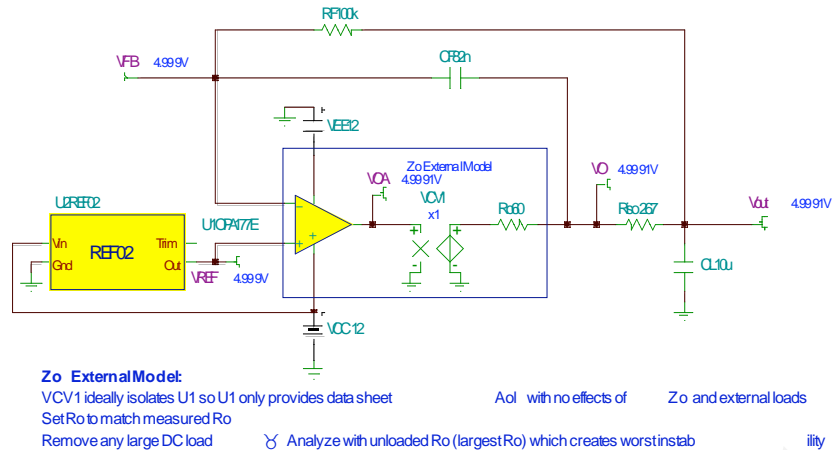 RF 100k
VFB 4.999V
CF 82n
VEE 12
Zo External Model
VOA 4.9991V
VCV1
x1
Ro 60
VO 4.9991V
Riso 26.7
Vout 4.9991V
CL 10u
U2 REF02
U1 OPA177E
Vin
Gnd
REF02
Trim
Out
VREF 4.999V
VCC 12
Zo External Model:
VCV1 ideally isolates U1 so U1 only provides data sheet Aol with no effects of Zo and external loads
Set Ro to match measured Ro
Remove any large DC load Analyze with unloaded Ro (largest Ro) which creates worst instab ility